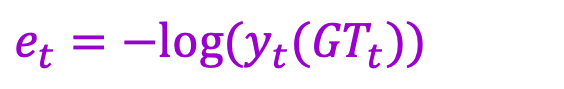 e_t = −log(y_t(GT_t))